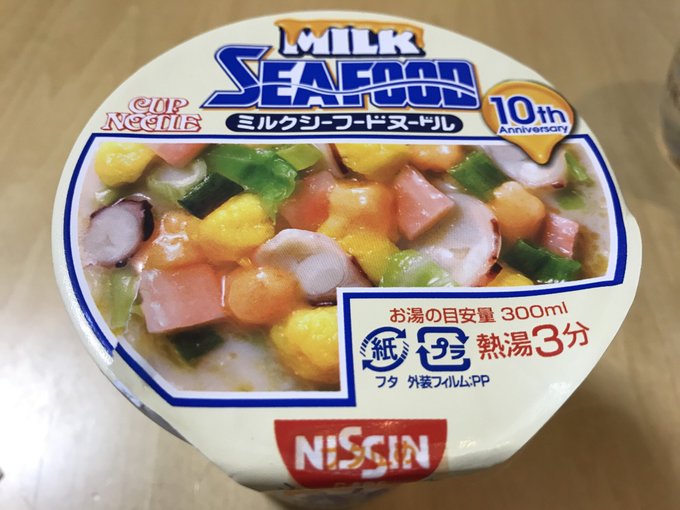 MILK
SEAFOOD
CUP
NOODLE
ミルクシーフードヌードル
10th
Anniversary
お湯の目安量 300ml
紙 プラ 熱湯3分
フタ 外装フィルム:PP
NISSIN